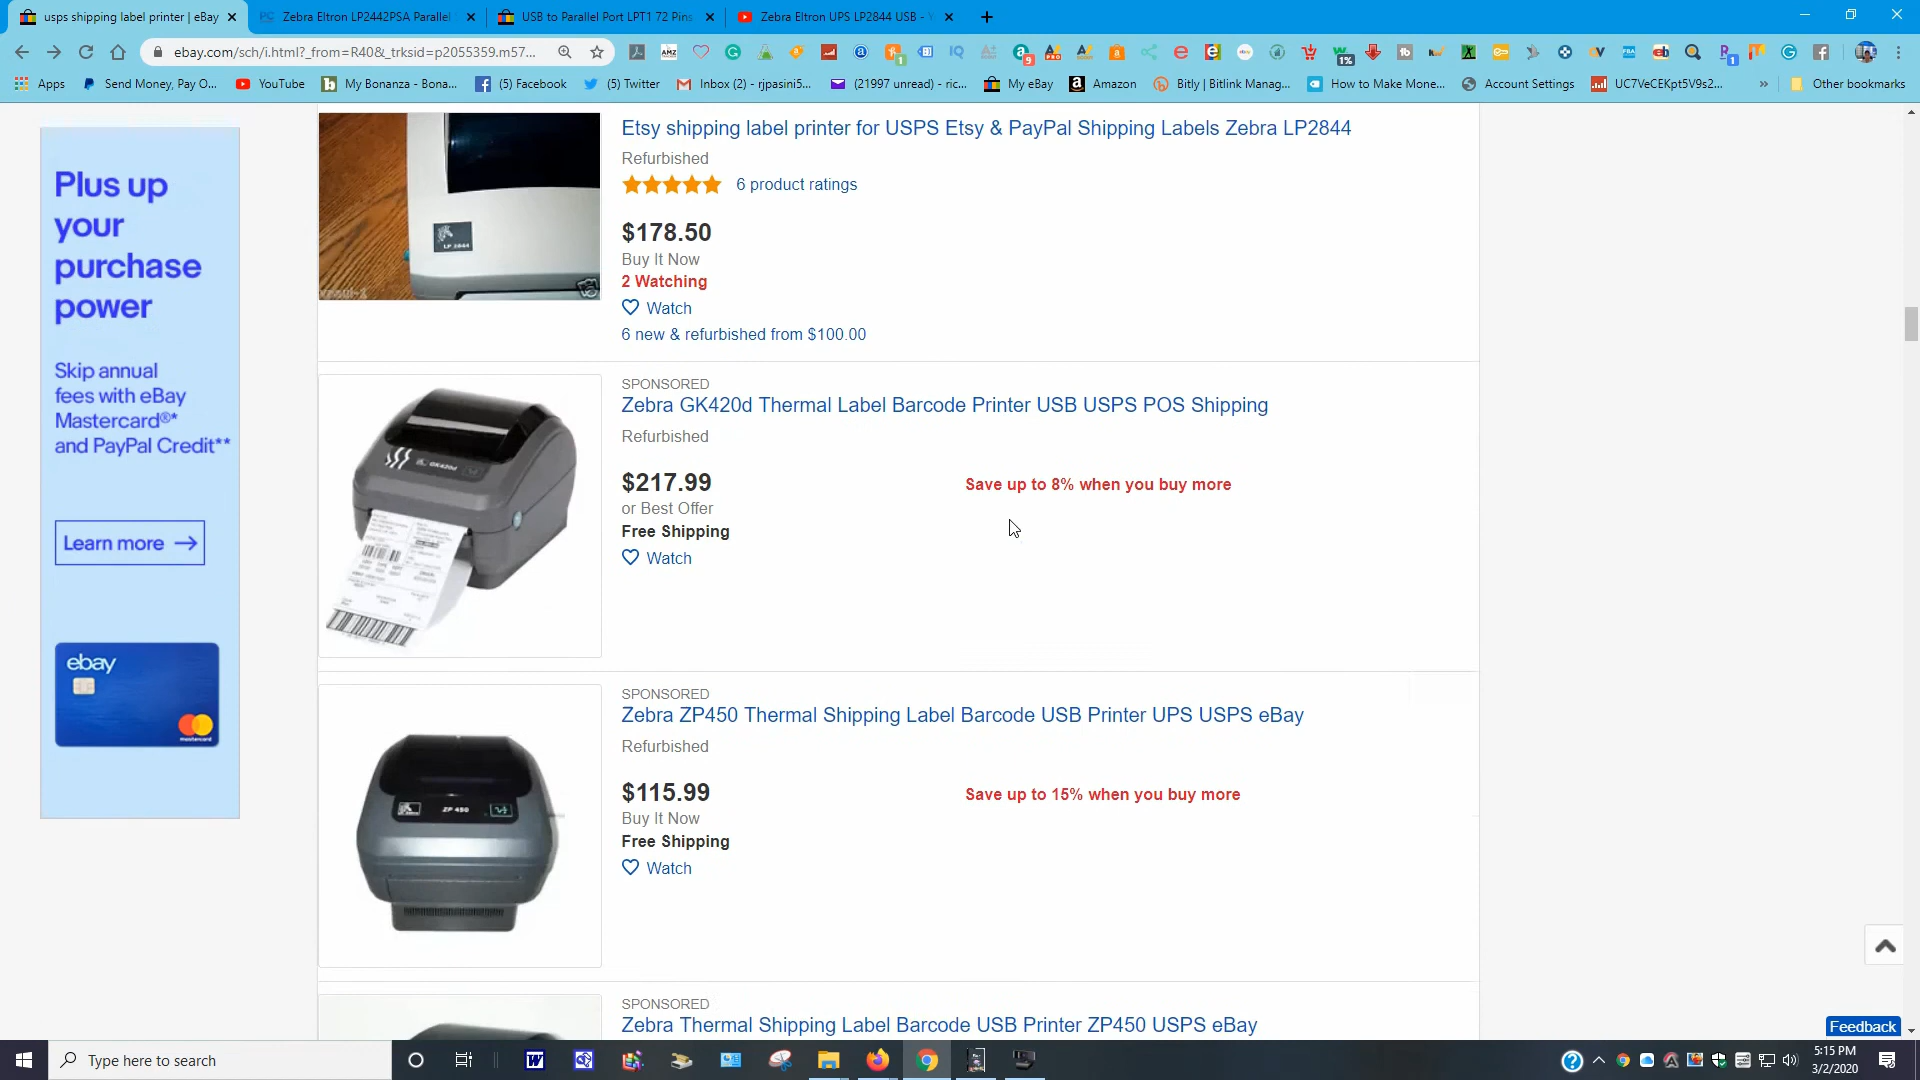 usps shipping label printer | eBay
Zebra Eltron LP2442PSA Parallel
USB to Parallel Port LPT1 72 Pins
Zebra Eltron UPS LP2844 USB - Y
ebay.com/sch/i.html?_from=R40&_trksid=p2055359.m57...
Apps
Send Money, Pay O...
YouTube
My Bonanza - Bona...
(5) Facebook
(5) Twitter
Inbox (2) - rjpasini5...
(21997 unread) - ric...
My eBay
Amazon
Bitly | Bitlink Manag...
How to Make Mone...
Account Settings
UC7VeCEKpt5V9s2...
Other bookmarks
Plus up
your
purchase
power
Skip annual
fees with eBay
Mastercard®*
and PayPal Credit**
Learn more →
ebay
mastercard
LP 2844
Etsy shipping label printer for USPS Etsy & PayPal Shipping Labels Zebra LP2844
Refurbished
6 product ratings
$178.50
Buy It Now
2 Watching
Watch
6 new & refurbished from $100.00
GK420d
SPONSORED
Zebra GK420d Thermal Label Barcode Printer USB USPS POS Shipping
Refurbished
$217.99
Save up to 8% when you buy more
or Best Offer
Free Shipping
Watch
ZP 450
SPONSORED
Zebra ZP450 Thermal Shipping Label Barcode USB Printer UPS USPS eBay
Refurbished
$115.99
Save up to 15% when you buy more
Buy It Now
Free Shipping
Watch
SPONSORED
Zebra Thermal Shipping Label Barcode USB Printer ZP450 USPS eBay
Feedback
Type here to search
5:15 PM
3/2/2020